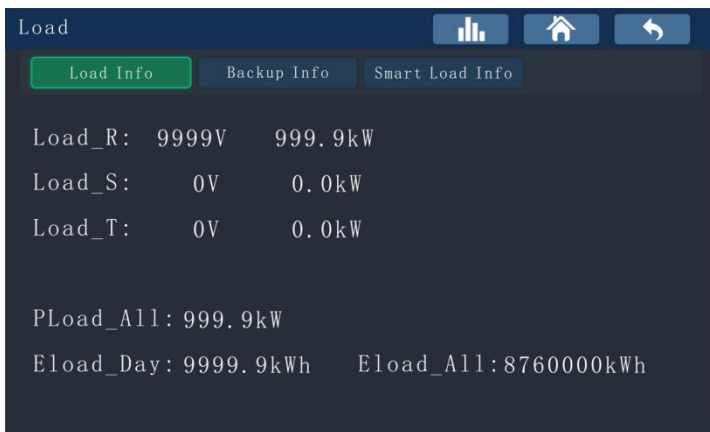 Load
Load Info Backup Info Smart Load Info
Load_R: 9999V 999.9kW
Load_S: 0V 0.0kW
Load_T: 0V 0.0kW
PLoad_All: 999.9kW
Eload_Day: 9999.9kWh Eload_All:8760000kWh